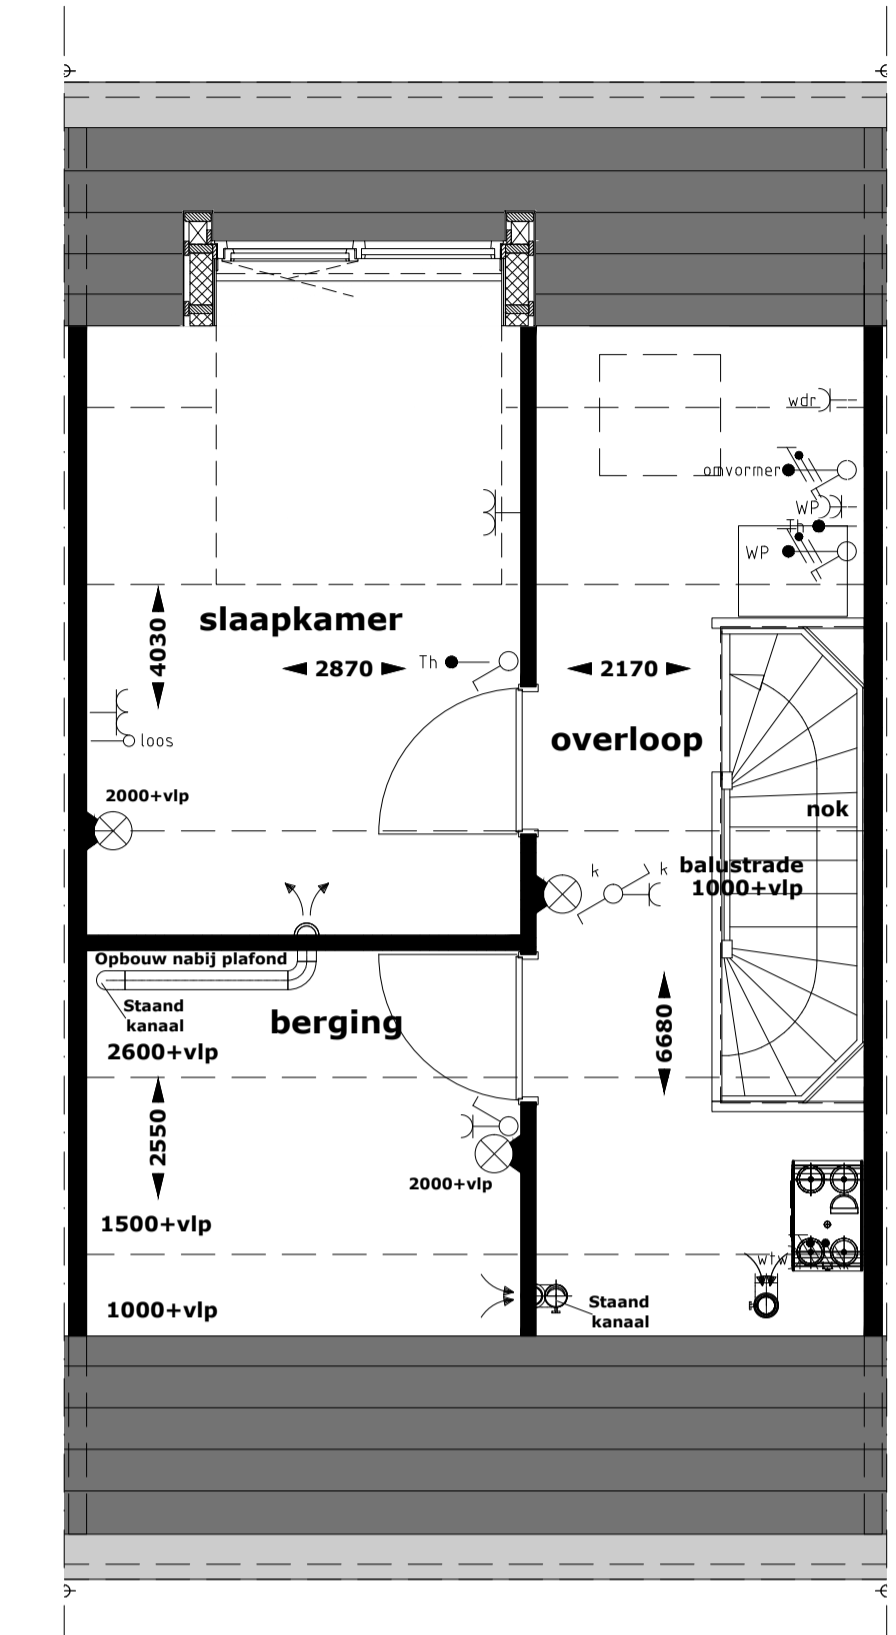 wdr
omvormer
WP
Th
WP
slaapkamer
4030
2870
Th
2170
loos
overloop
2000+vlp
nok
k
k
balustrade
1000+vlp
Opbouw nabij plafond
Staand
kanaal
berging
2600+vlp
6680
2550
2000+vlp
1500+vlp
wtw
1000+vlp
Staand
kanaal